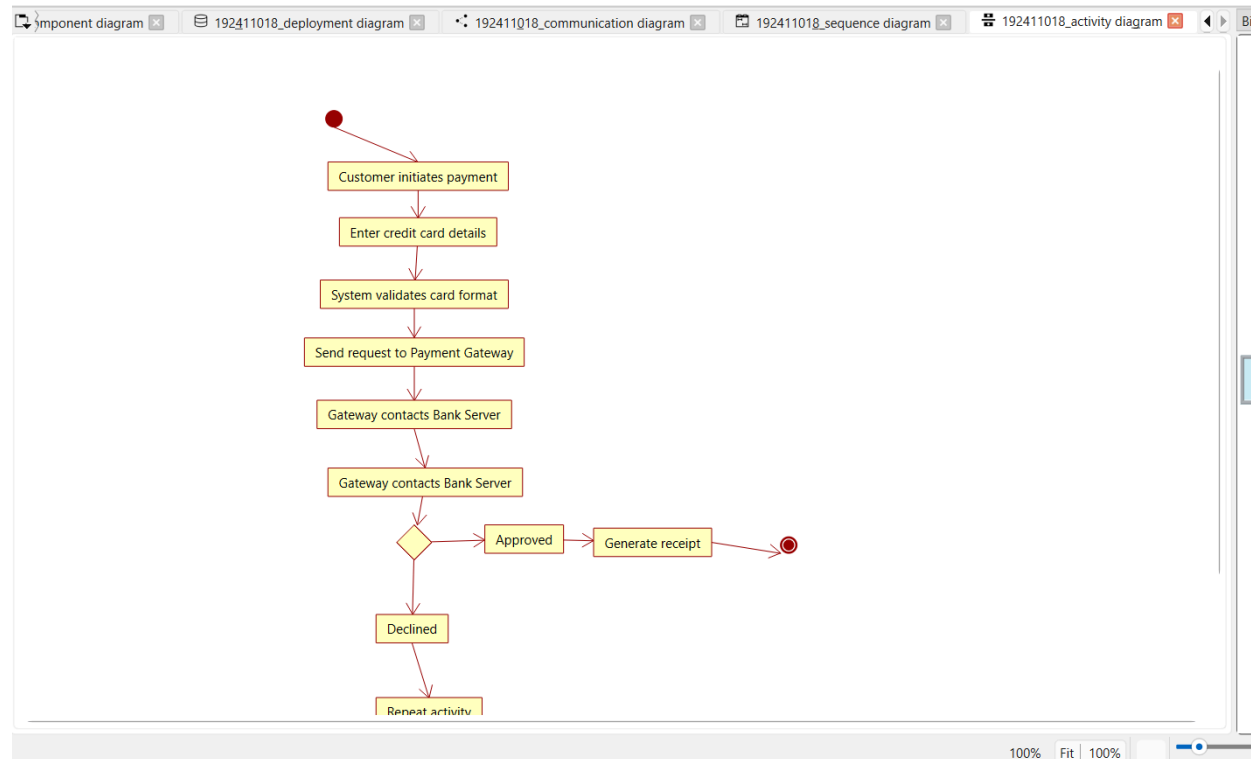 mponent diagram
192411018_deployment diagram
192411018_communication diagram
192411018_sequence diagram
192411018_activity diagram
Customer initiates payment
Enter credit card details
System validates card format
Send request to Payment Gateway
Gateway contacts Bank Server
Gateway contacts Bank Server
Approved
Generate receipt
Declined
Repeat activity
100%
Fit
100%